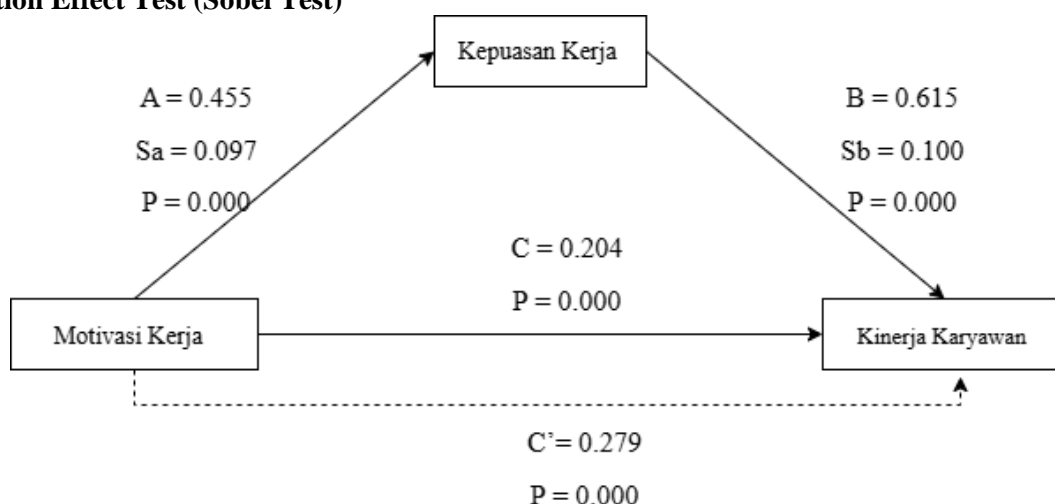 tion Effect Test (Sobel Test)
Kepuasan Kerja
A = 0.455
Sa = 0.097
P = 0.000
B = 0.615
Sb = 0.100
P = 0.000
C = 0.204
P = 0.000
Motivasi Kerja
Kinerja Karyawan
C'= 0.279
P = 0.000